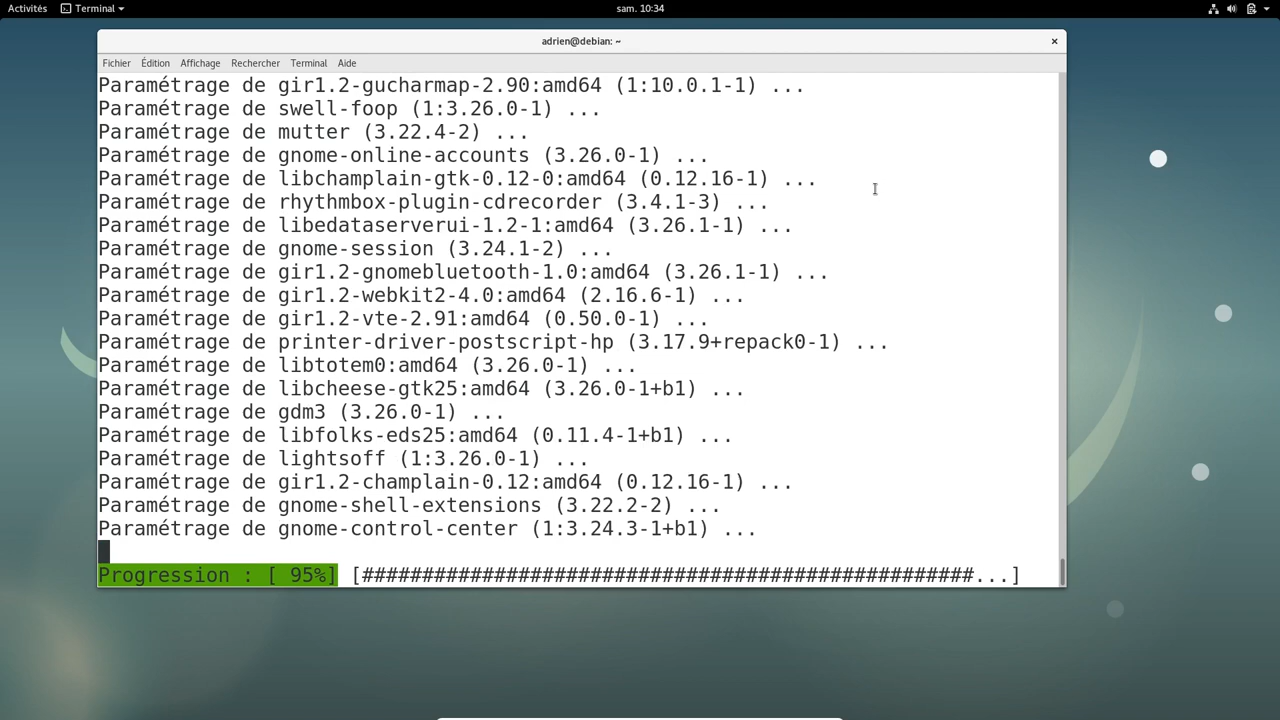 Activités Terminal sam. 10:34
adrien@debian: ~ ×
Fichier Édition Affichage Rechercher Terminal Aide
Paramétrage de gir1.2-gucharmap-2.90:amd64 (1:10.0.1-1) ...
Paramétrage de swell-foop (1:3.26.0-1) ...
Paramétrage de mutter (3.22.4-2) ...
Paramétrage de gnome-online-accounts (3.26.0-1) ...
Paramétrage de libchamplain-gtk-0.12-0:amd64 (0.12.16-1) ...
Paramétrage de rhythmbox-plugin-cdrecorder (3.4.1-3) ...
Paramétrage de libedataserverui-1.2-1:amd64 (3.26.1-1) ...
Paramétrage de gnome-session (3.24.1-2) ...
Paramétrage de gir1.2-gnomebluetooth-1.0:amd64 (3.26.1-1) ...
Paramétrage de gir1.2-webkit2-4.0:amd64 (2.16.6-1) ...
Paramétrage de gir1.2-vte-2.91:amd64 (0.50.0-1) ...
Paramétrage de printer-driver-postscript-hp (3.17.9+repack0-1) ...
Paramétrage de libtotem0:amd64 (3.26.0-1) ...
Paramétrage de libcheese-gtk25:amd64 (3.26.0-1+b1) ...
Paramétrage de gdm3 (3.26.0-1) ...
Paramétrage de libfolks-eds25:amd64 (0.11.4-1+b1) ...
Paramétrage de lightsoff (1:3.26.0-1) ...
Paramétrage de gir1.2-champlain-0.12:amd64 (0.12.16-1) ...
Paramétrage de gnome-shell-extensions (3.22.2-2) ...
Paramétrage de gnome-control-center (1:3.24.3-1+b1) ...
Progression : [ 95%] [###################################################...]